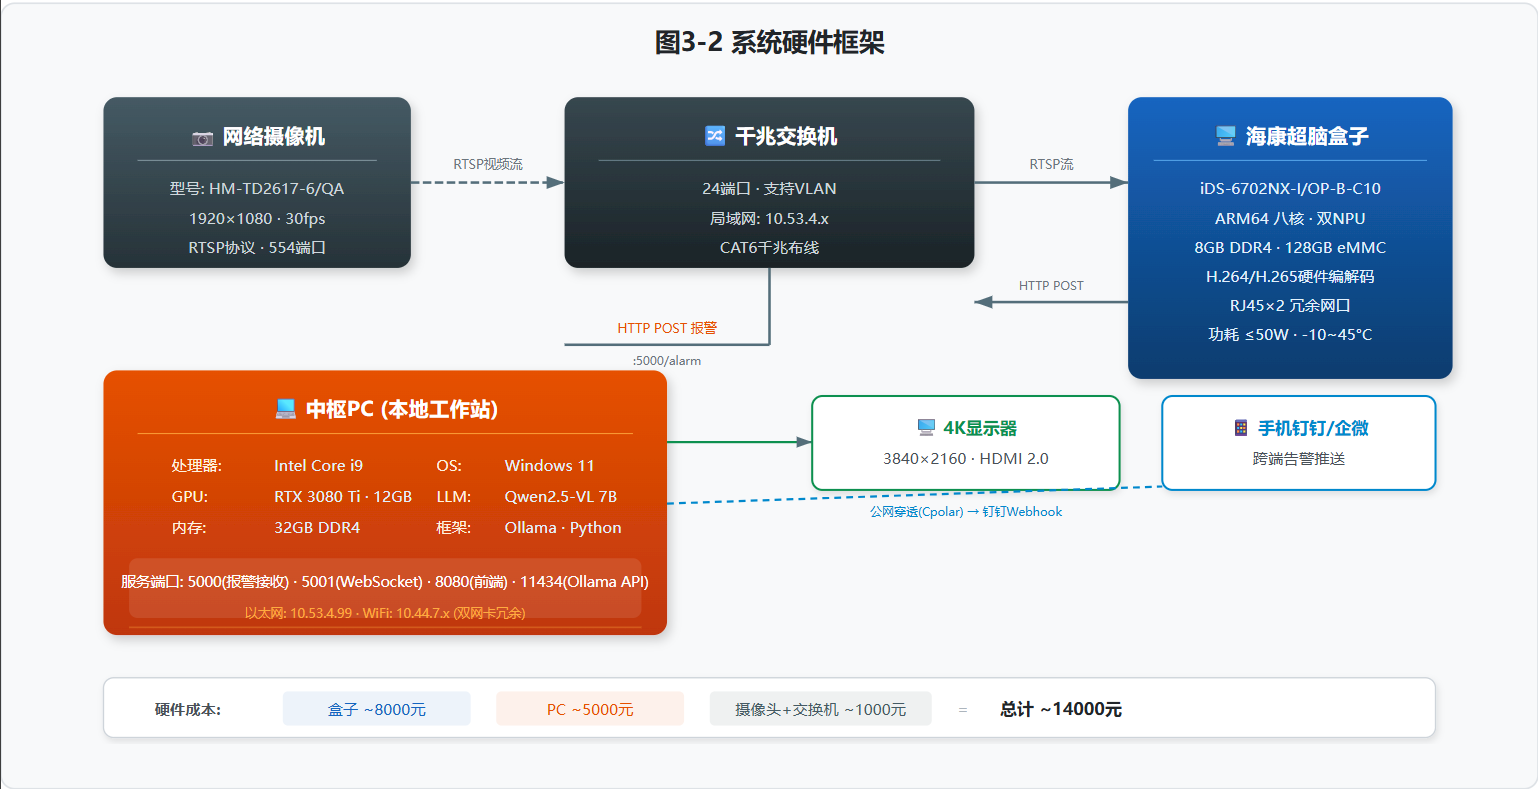 图3-2 系统硬件框架
网络摄像机
型号: HM-TD2617-6/QA
1920×1080 · 30fps
RTSP协议 · 554端口
RTSP视频流
千兆交换机
24端口 · 支持VLAN
局域网: 10.53.4.x
CAT6千兆布线
RTSP流
海康超脑盒子
iDS-6702NX-I/OP-B-C10
ARM64 八核 · 双NPU
8GB DDR4 · 128GB eMMC
H.264/H.265硬件编解码
RJ45×2 冗余网口
功耗 ≤50W · -10~45°C
HTTP POST
HTTP POST 报警
:5000/alarm
中枢PC (本地工作站)
处理器: Intel Core i9 OS: Windows 11
GPU: RTX 3080 Ti · 12GB LLM: Qwen2.5-VL 7B
内存: 32GB DDR4 框架: Ollama · Python
服务端口: 5000(报警接收) · 5001(WebSocket) · 8080(前端) · 11434(Ollama API)
以太网: 10.53.4.99 · WiFi: 10.44.7.x (双网卡冗余)
4K显示器
3840×2160 · HDMI 2.0
手机钉钉/企微
跨端告警推送
公网穿透(Cpolar) → 钉钉Webhook
硬件成本: 盒子 ~8000元 PC ~5000元 摄像头+交换机 ~1000元 = 总计 ~14000元